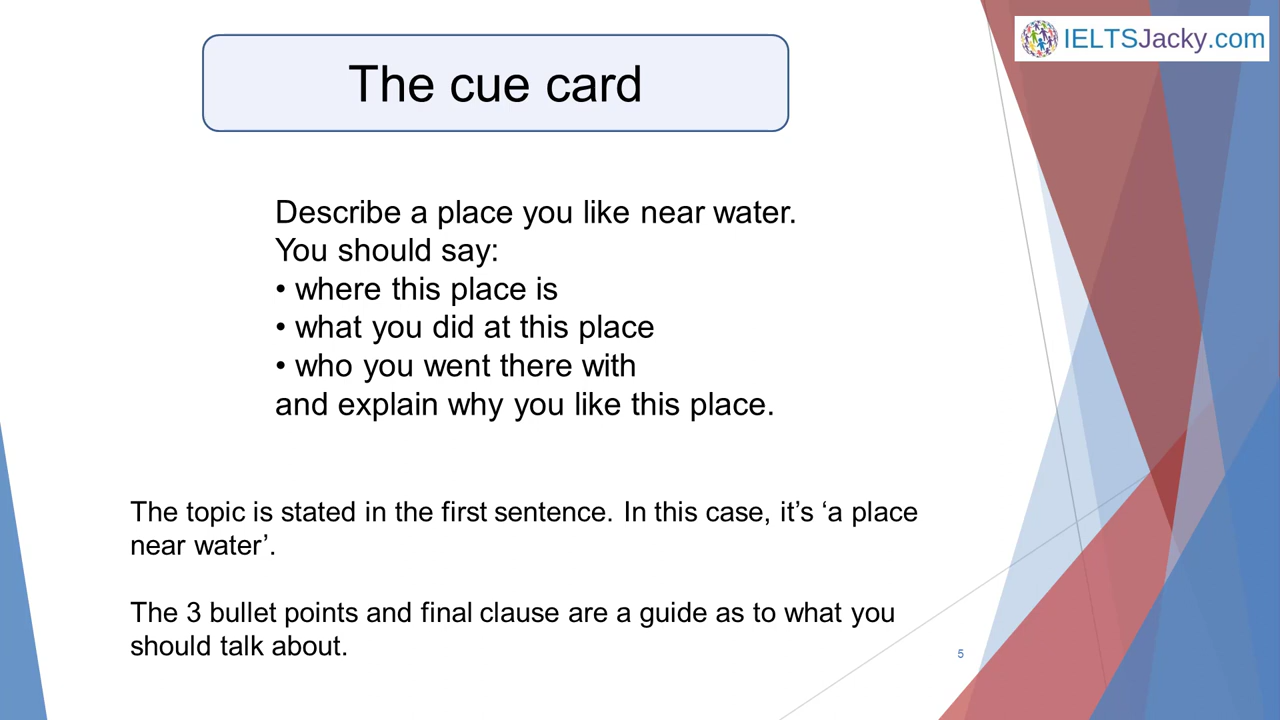 IELTSJacky.com
The cue card
Describe a place you like near water.
You should say:
• where this place is
• what you did at this place
• who you went there with
and explain why you like this place.
The topic is stated in the first sentence. In this case, it’s ‘a place
near water’.
The 3 bullet points and final clause are a guide as to what you
should talk about.
5